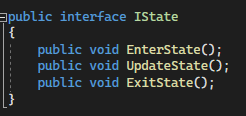 public interface IState
{
public void EnterState();
public void UpdateState();
public void ExitState();
}